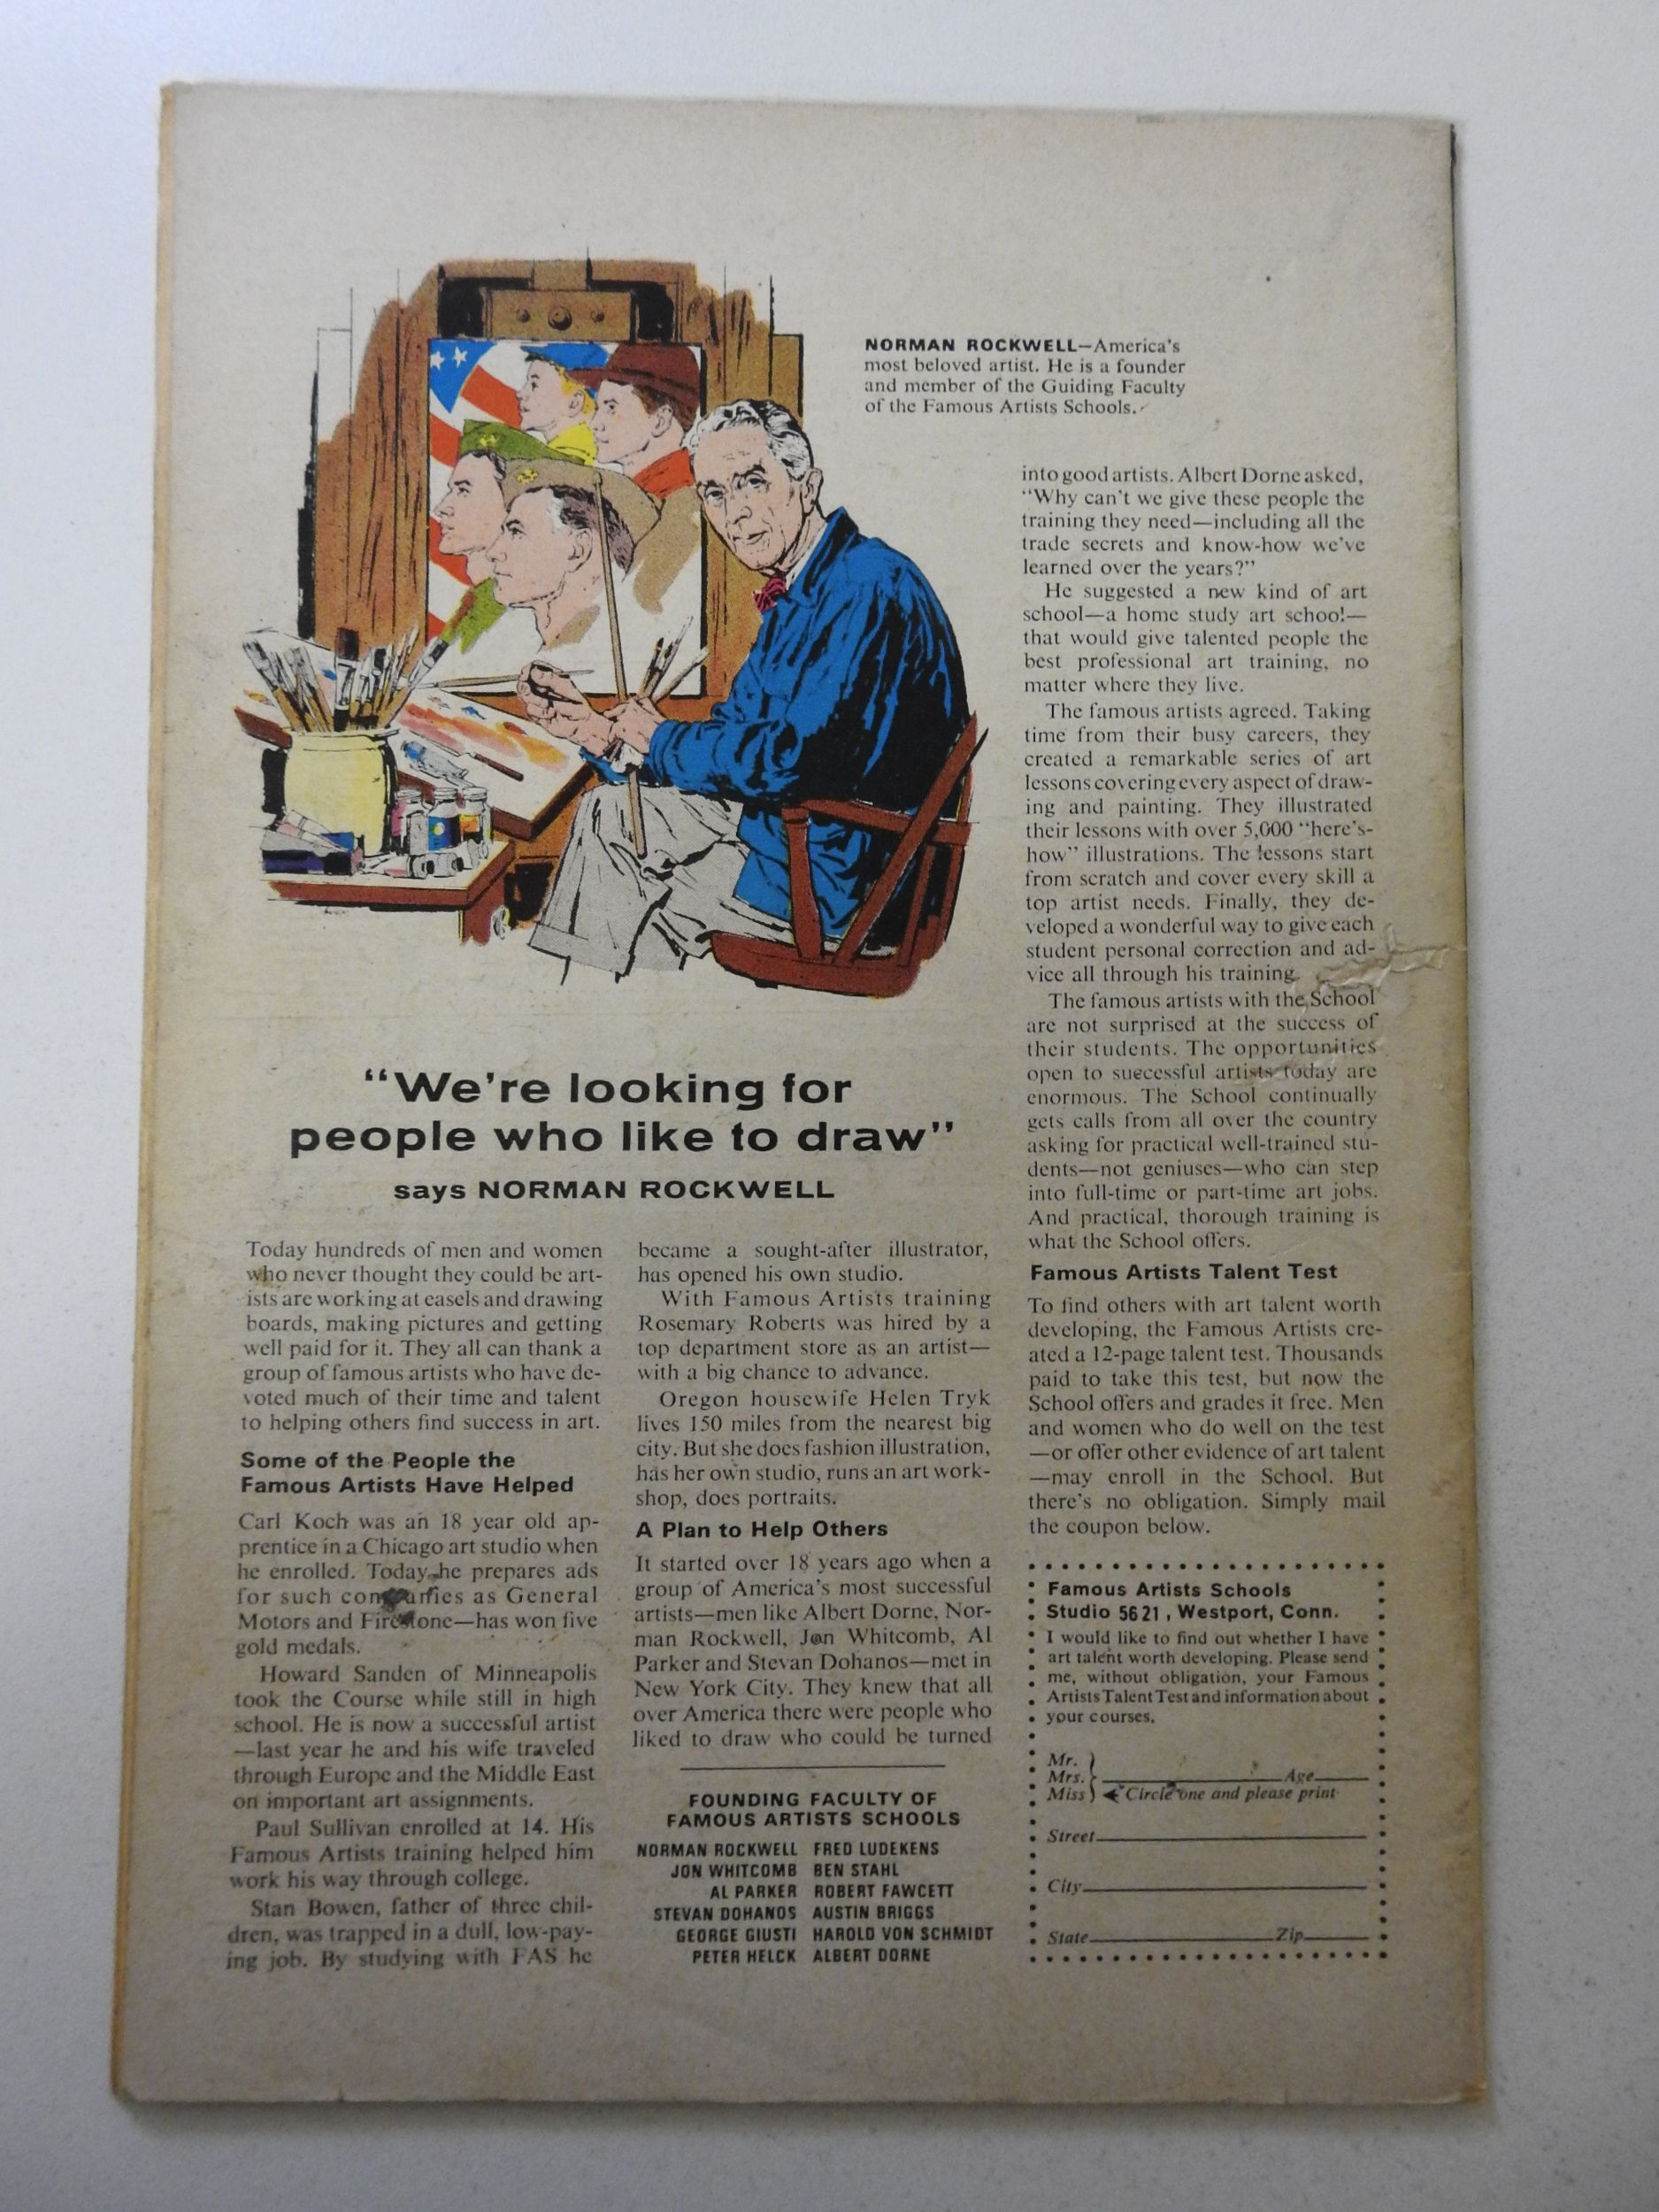 NORMAN ROCKWELL—America's
most beloved artist. He is a founder
and member of the Guiding Faculty
of the Famous Artists Schools.
"We're looking for
people who like to draw"
says NORMAN ROCKWELL
Today hundreds of men and women
who never thought they could be art-
ists are working at easels and drawing
boards, making pictures and getting
well paid for it. They all can thank a
group of famous artists who have de-
voted much of their time and talent
to helping others find success in art.
Some of the People the
Famous Artists Have Helped
Carl Koch was an 18 year old ap-
prentice in a Chicago art studio when
he enrolled. Today he prepares ads
for such companies as General
Motors and Firestone—has won five
gold medals.
Howard Sanden of Minneapolis
took the Course while still in high
school. He is now a successful artist
—last year he and his wife traveled
through Europe and the Middle East
on important art assignments.
Paul Sullivan enrolled at 14. His
Famous Artists training helped him
work his way through college.
Stan Bowen, father of three chil-
dren, was trapped in a dull, low-pay-
ing job. By studying with FAS he
became a sought-after illustrator,
has opened his own studio.
With Famous Artists training
Rosemary Roberts was hired by a
top department store as an artist—
with a big chance to advance.
Oregon housewife Helen Tryk
lives 150 miles from the nearest big
city. But she does fashion illustration,
has her own studio, runs an art work-
shop, does portraits.
A Plan to Help Others
It started over 18 years ago when a
group of America's most successful
artists—men like Albert Dorne, Nor-
man Rockwell, Jon Whitcomb, Al
Parker and Stevan Dohanos—met in
New York City. They knew that all
over America there were people who
liked to draw who could be turned
FOUNDING FACULTY OF
FAMOUS ARTISTS SCHOOLS
NORMAN ROCKWELL FRED LUDEKENS
JON WHITCOMB BEN STAHL
AL PARKER ROBERT FAWCETT
STEVAN DOHANOS AUSTIN BRIGGS
GEORGE GIUSTI HAROLD VON SCHMIDT
PETER HELCK ALBERT DORNE
into good artists. Albert Dorne asked,
"Why can't we give these people the
training they need—including all the
trade secrets and know-how we've
learned over the years?"
He suggested a new kind of art
school—a home study art school—
that would give talented people the
best professional art training, no
matter where they live.
The famous artists agreed. Taking
time from their busy careers, they
created a remarkable series of art
lessons covering every aspect of draw-
ing and painting. They illustrated
their lessons with over 5,000 "here's-
how" illustrations. The lessons start
from scratch and cover every skill a
top artist needs. Finally, they de-
veloped a wonderful way to give each
student personal correction and ad-
vice all through his training.
The famous artists with the School
are not surprised at the success of
their students. The opportunities
open to successful artists today are
enormous. The School continually
gets calls from all over the country
asking for practical well-trained stu-
dents—not geniuses—who can step
into full-time or part-time art jobs.
And practical, thorough training is
what the School offers.
Famous Artists Talent Test
To find others with art talent worth
developing, the Famous Artists cre-
ated a 12-page talent test. Thousands
paid to take this test, but now the
School offers and grades it free. Men
and women who do well on the test
—or offer other evidence of art talent
—may enroll in the School. But
there's no obligation. Simply mail
the coupon below.
Famous Artists Schools
Studio 5621, Westport, Conn.
I would like to find out whether I have
art talent worth developing. Please send
me, without obligation, your Famous
Artists Talent Test and information about
your courses.
Mr.
Mrs. Age
Miss Circle one and please print
Street
City
State Zip